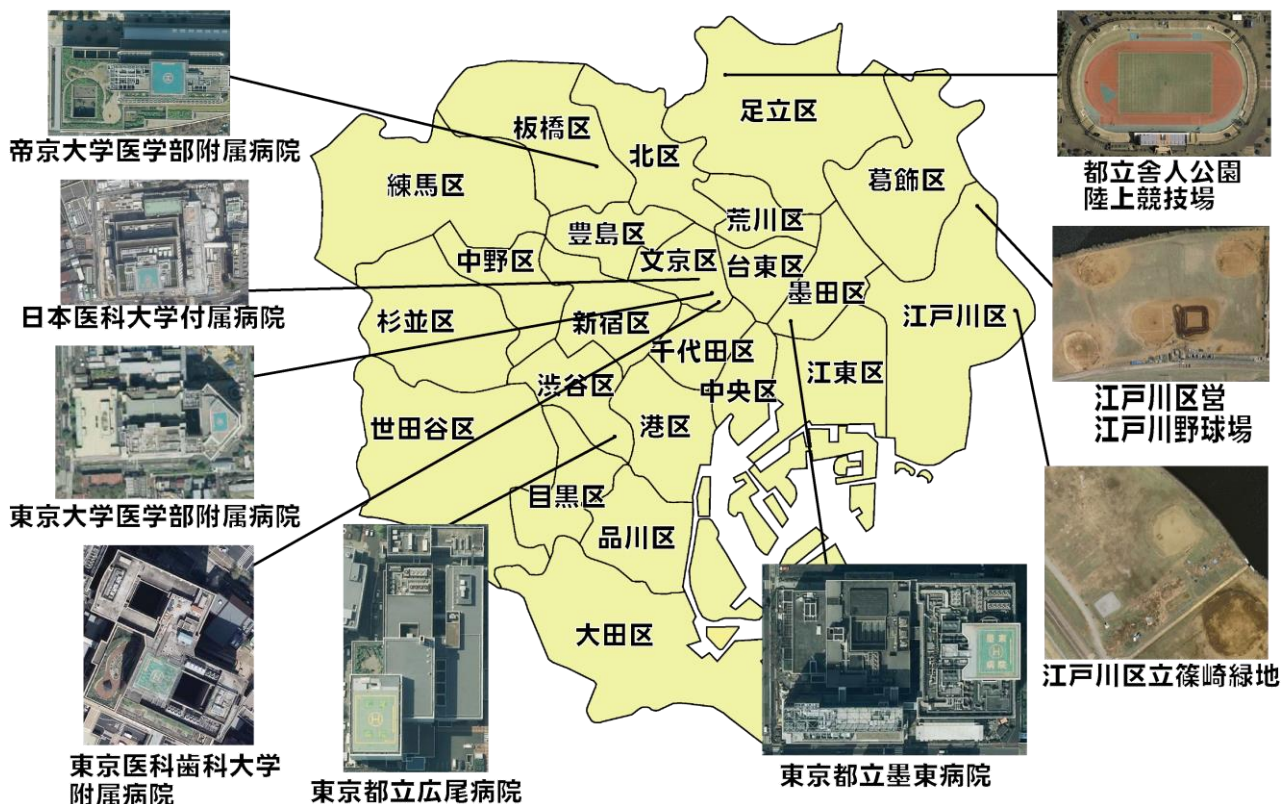 帝京大学医学部附属病院
日本医科大学付属病院
東京大学医学部附属病院
東京医科歯科大学
附属病院
東京都立広尾病院
東京都立墨東病院
都立舎人公園
陸上競技場
江戸川区営
江戸川野球場
江戸川区立篠崎緑地
足立区
板橋区
北区
葛飾区
練馬区
荒川区
豊島区
中野区
文京区
台東区
墨田区
杉並区
新宿区
江戸川区
千代田区
渋谷区
中央区
江東区
世田谷区
港区
目黒区
品川区
大田区
H
H
墨東
H
病院